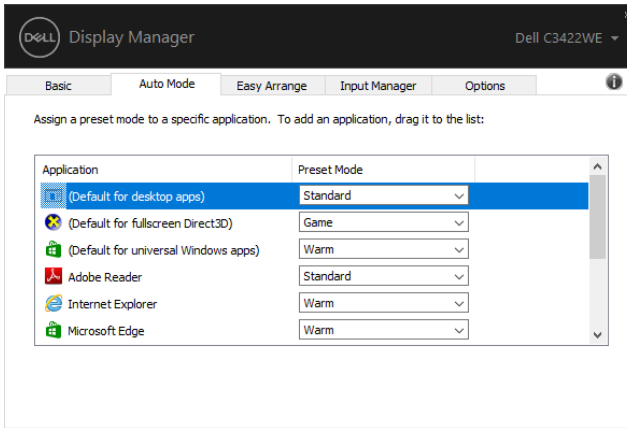 DELL Display Manager Dell C3422WE
Basic Auto Mode Easy Arrange Input Manager Options
Assign a preset mode to a specific application. To add an application, drag it to the list:
Application Preset Mode
(Default for desktop apps) Standard
(Default for fullscreen Direct3D) Game
(Default for universal Windows apps) Warm
Adobe Reader Standard
Internet Explorer Warm
Microsoft Edge Warm